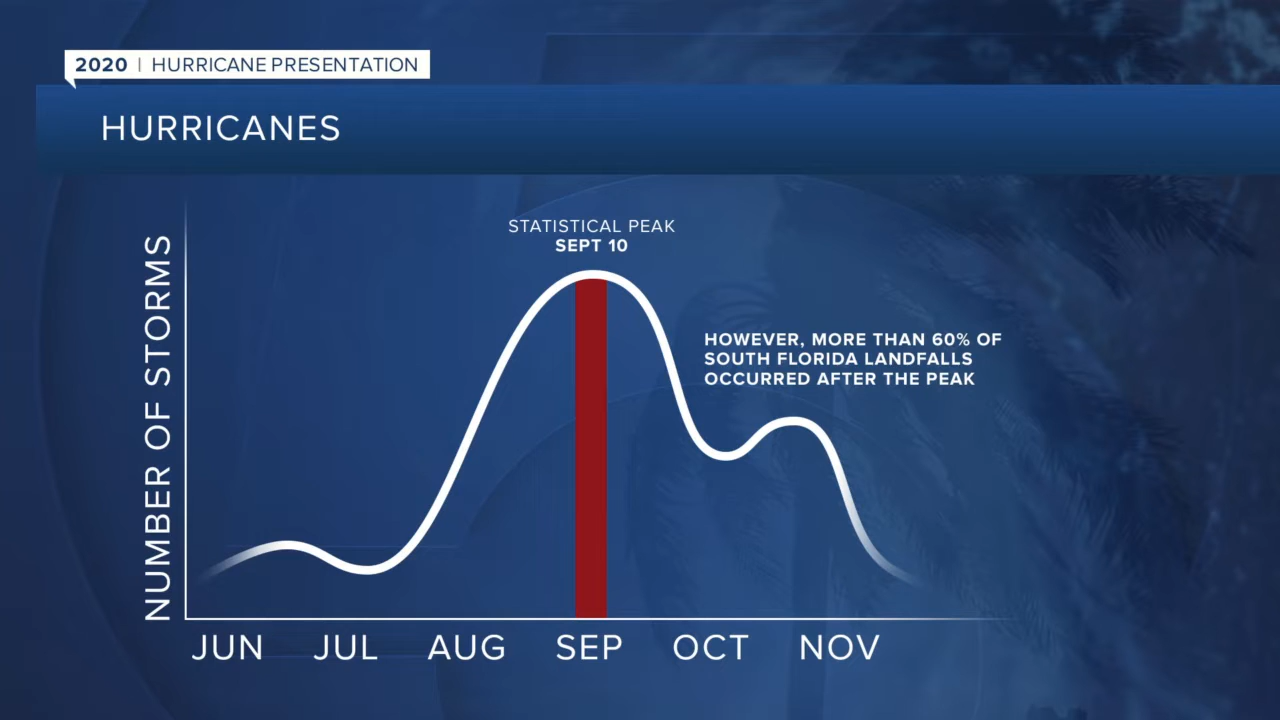 2020 | HURRICANE PRESENTATION
HURRICANES
NUMBER OF STORMS
STATISTICAL PEAK
SEPT 10
HOWEVER, MORE THAN 60% OF
SOUTH FLORIDA LANDFALLS
OCCURRED AFTER THE PEAK
JUN JUL AUG SEP OCT NOV